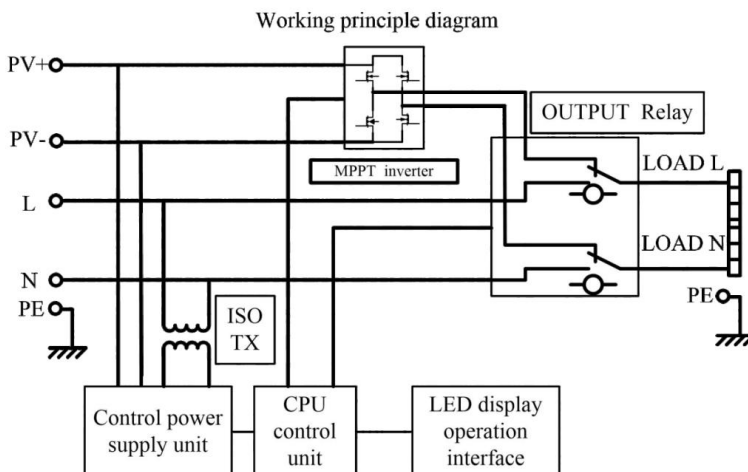 Working principle diagram
PV+
PV-
OUTPUT Relay
MPPT inverter
LOAD L
L
LOAD N
N
PE
PE
ISO
TX
Control power
supply unit
CPU
control
unit
LED display
operation
interface